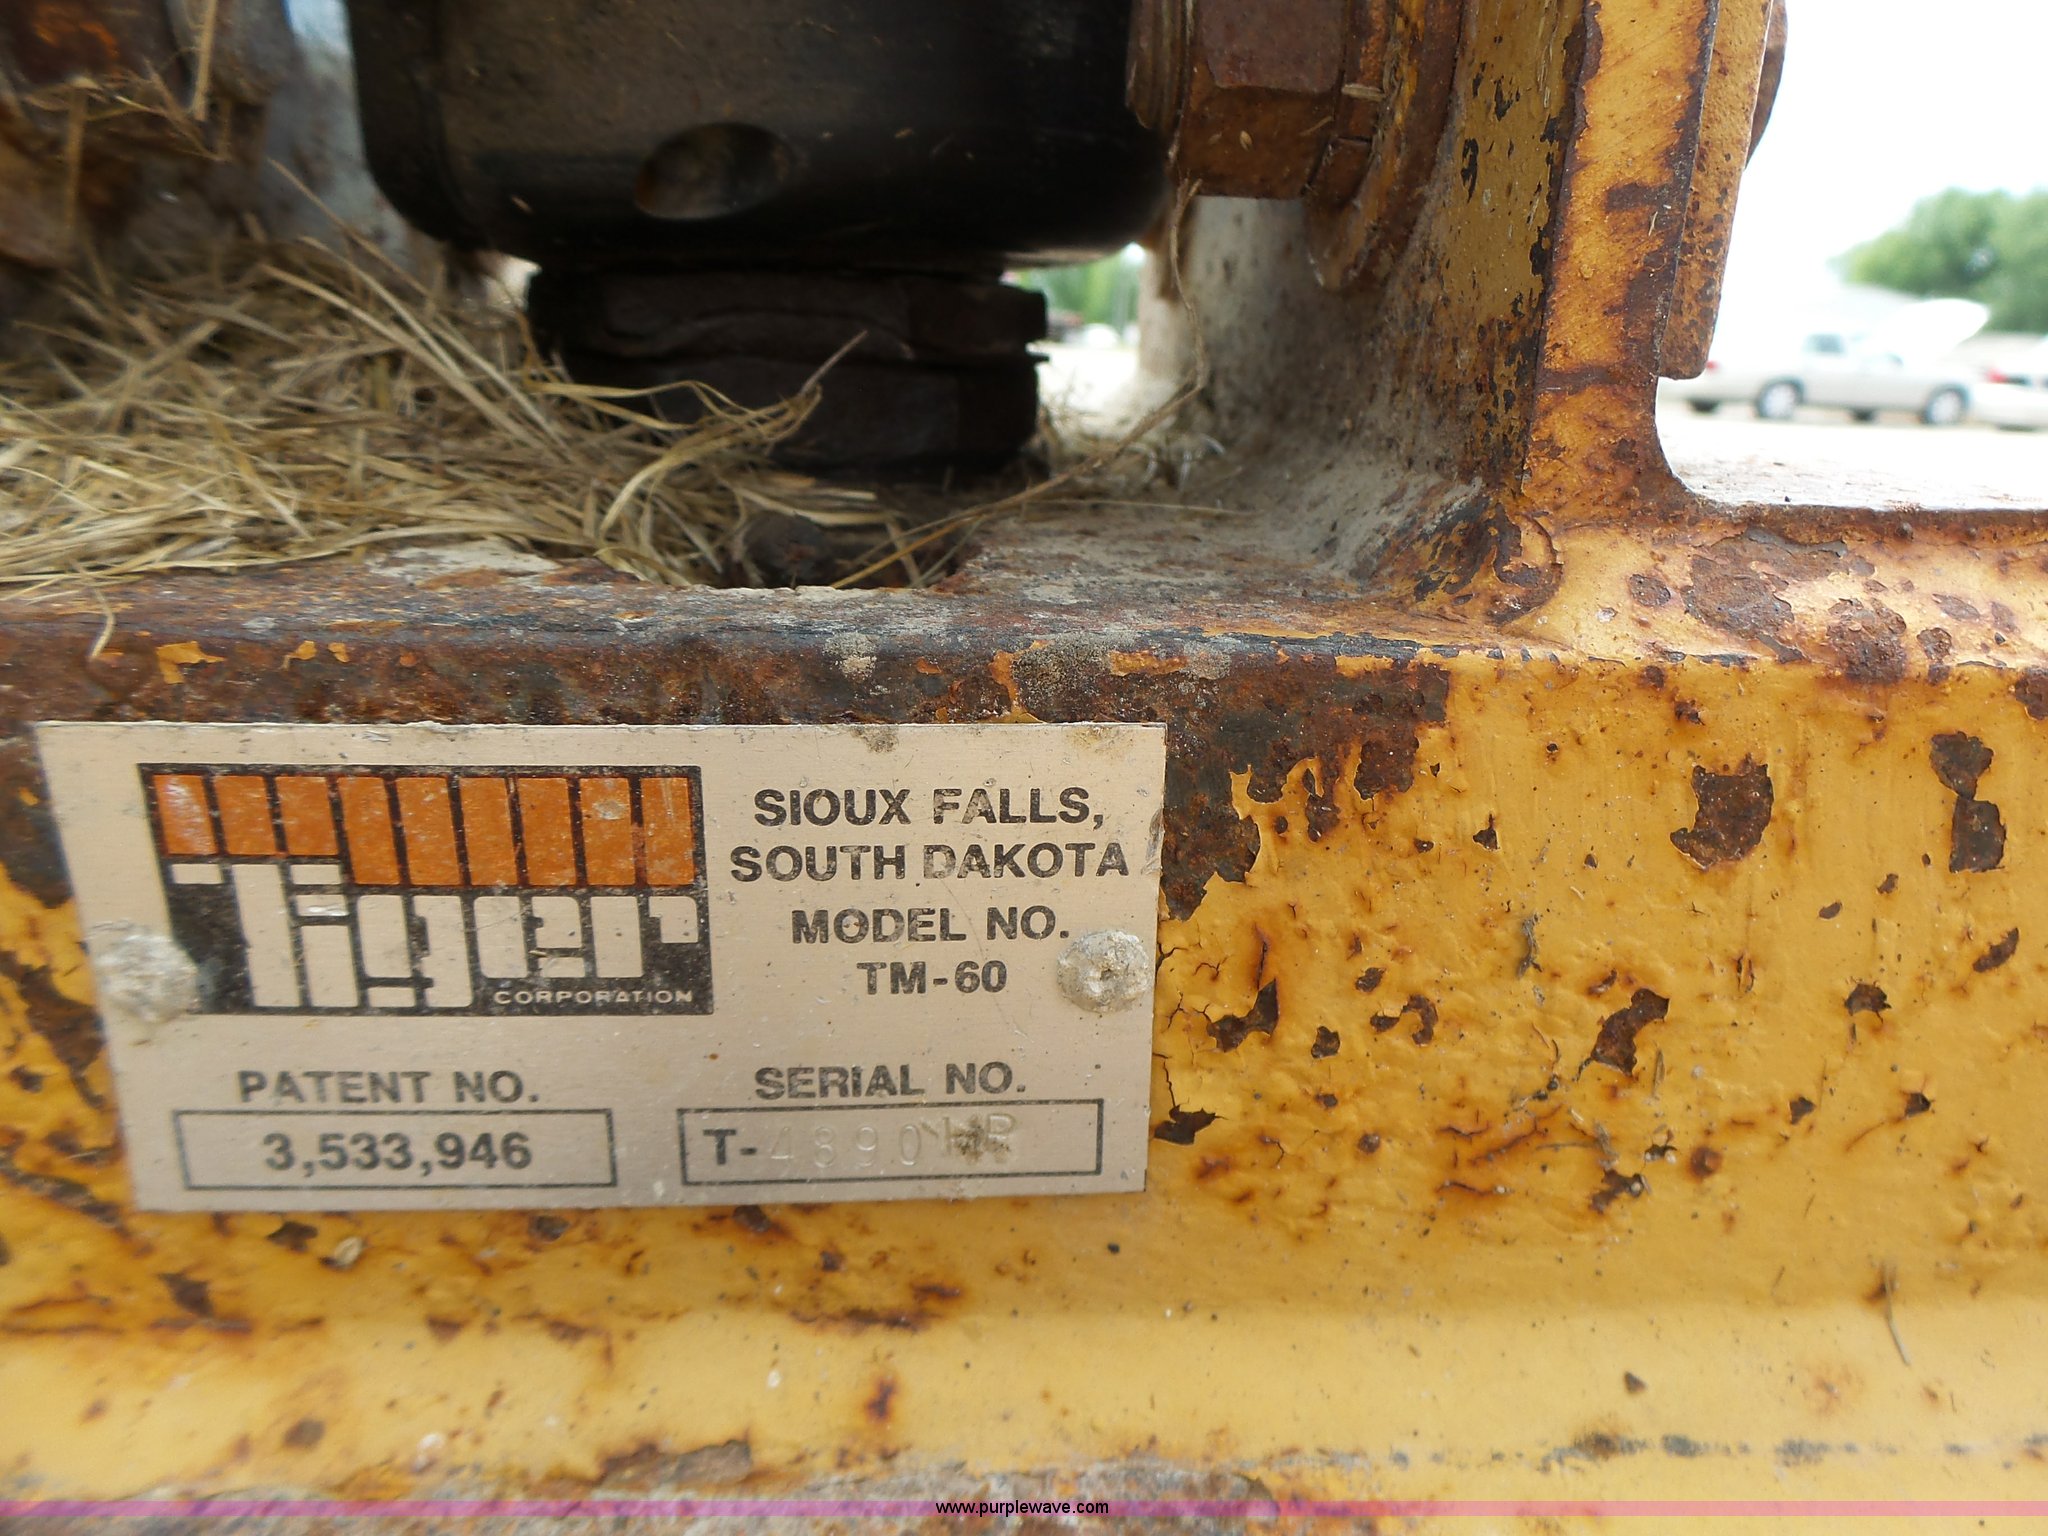 Tiger
CORPORATION
SIOUX FALLS,
SOUTH DAKOTA
MODEL NO.
TM-60
PATENT NO.
3,533,946
SERIAL NO.
T-4890
www.purplewave.com